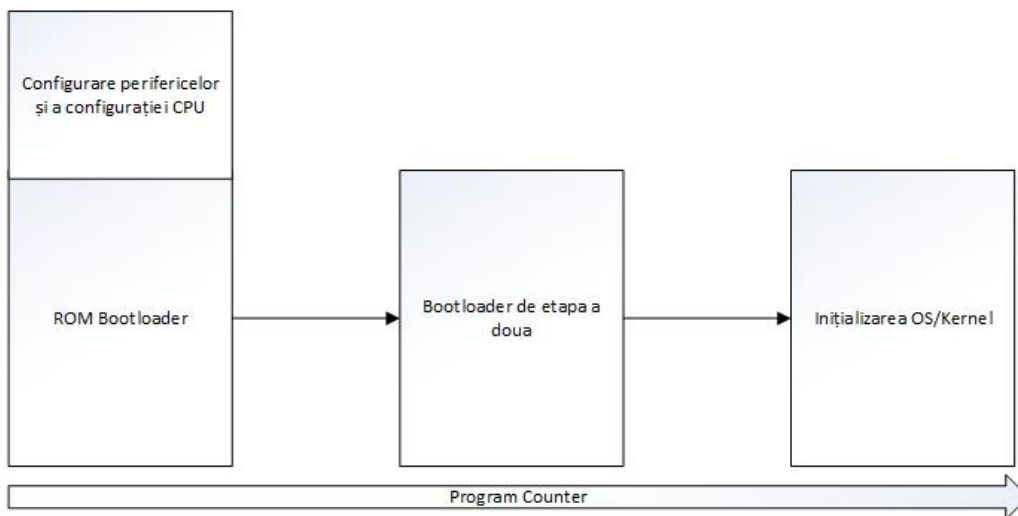 Configurare perifericelor
și a configurației CPU
ROM Bootloader
Bootloader de etapa a
doua
Inițializarea OS/Kernel
Program Counter